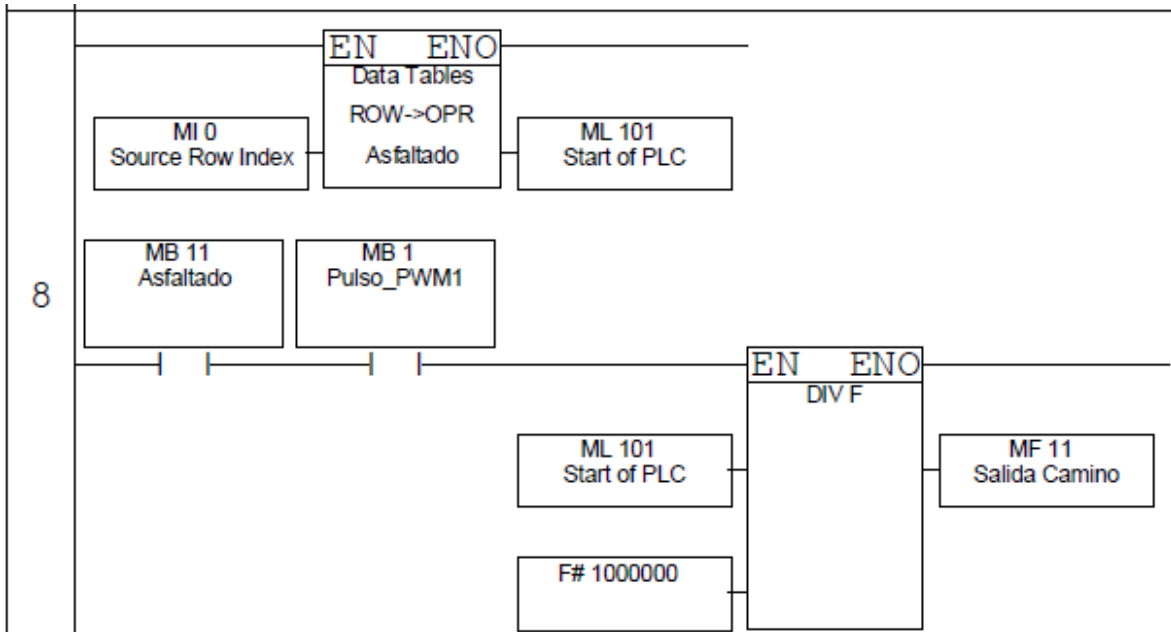 EN ENO
Data Tables
ROW->OPR
Asfaltado
MI 0
Source Row Index
ML 101
Start of PLC
8
MB 11
Asfaltado
MB 1
Pulso_PWM1
EN ENO
DIV F
ML 101
Start of PLC
MF 11
Salida Camino
F# 1000000